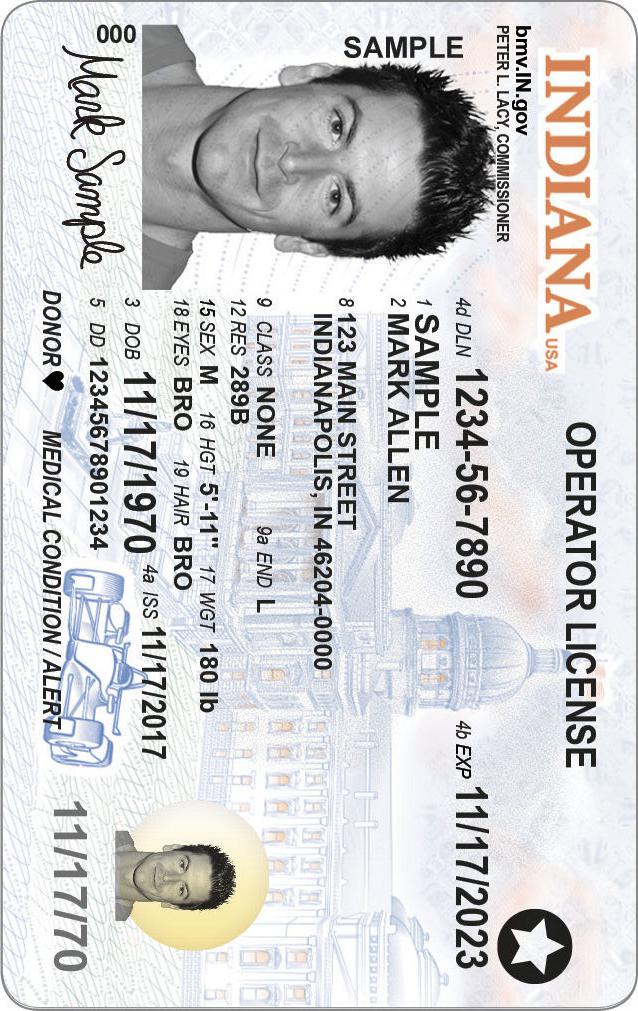 INDIANA USA
OPERATOR LICENSE
bmv.IN.gov
PETER L. LACY, COMMISSIONER
SAMPLE
4d DLN 1234-56-7890
4b EXP 11/17/2023
1 SAMPLE
2 MARK ALLEN
8 123 MAIN STREET
INDIANAPOLIS, IN 46204-0000
9 CLASS NONE 9a END L
12 RES 289B
15 SEX M 16 HGT 5'-11" 17 WGT 180 lb
18 EYES BRO 19 HAIR BRO
3 DOB 11/17/1970 4a ISS 11/17/2017
5 DD 12345678901234
DONOR♥ MEDICAL CONDITION / ALERT
11/17/70
000
Mark Sample